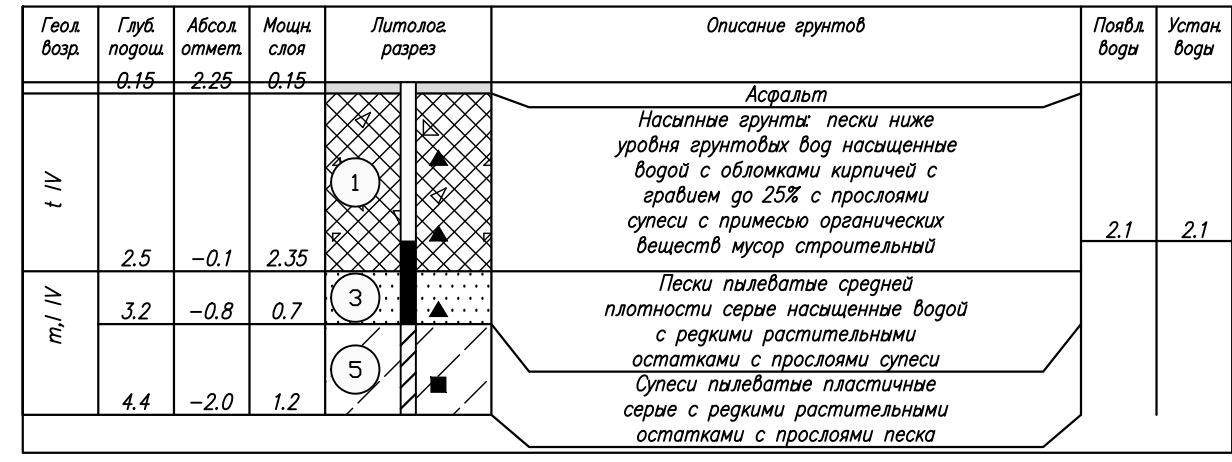 Геол. Глуб. Абсол. Мощн. Литолог. Описание грунтов Появл. Устан.
возр. подош. отмет. слоя разрез воды воды
0.15 2.25 0.15
Асфальт
Насыпные грунты: пески ниже
уровня грунтовых вод насыщенные
водой с обломками кирпичей с
t IV 1 гравием до 25% с прослоями
супеси с примесью органических
2.1 2.1
веществ мусор строительный
2.5 -0.1 2.35
Пески пылеватые средней
m,l IV 3.2 -0.8 0.7 3 плотности серые насыщенные водой
с редкими растительными
остатками с прослоями супеси
5
Супеси пылеватые пластичные
4.4 -2.0 1.2 серые с редкими растительными
остатками с прослоями песка